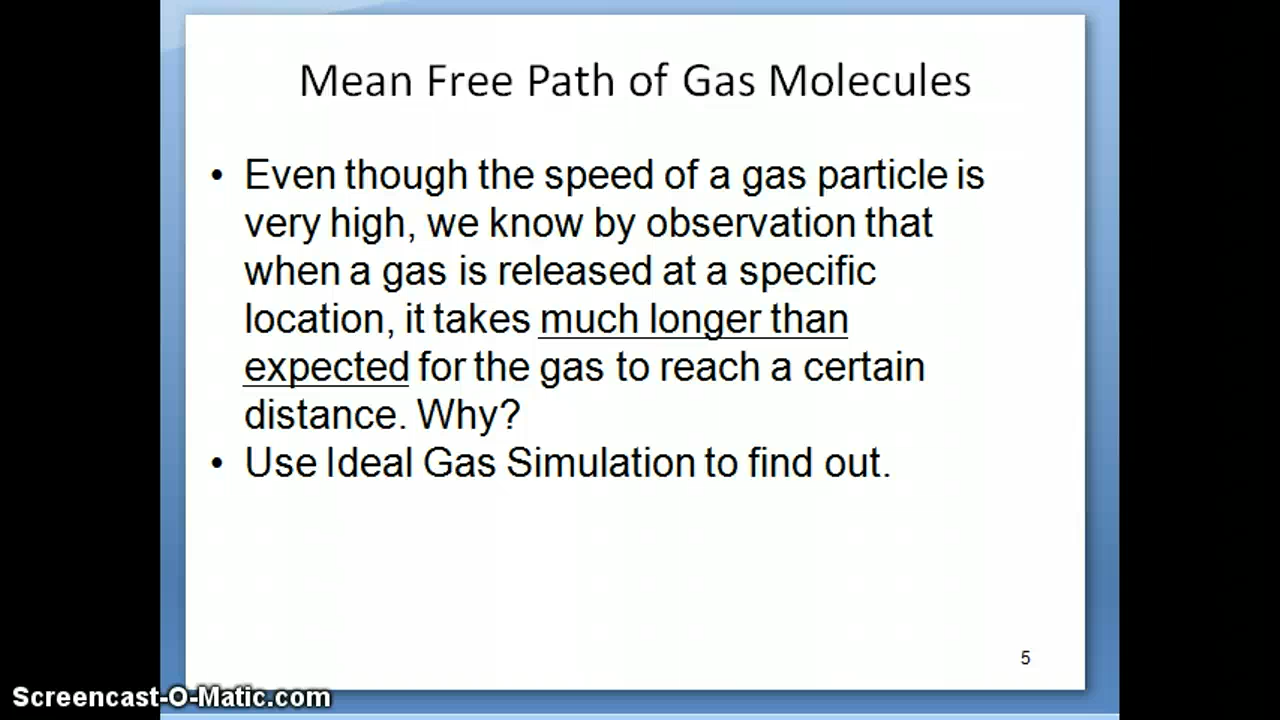 Mean Free Path of Gas Molecules
• Even though the speed of a gas particle is
very high, we know by observation that
when a gas is released at a specific
location, it takes much longer than
expected for the gas to reach a certain
distance. Why?
• Use Ideal Gas Simulation to find out.
5
Screencast-O-Matic.com